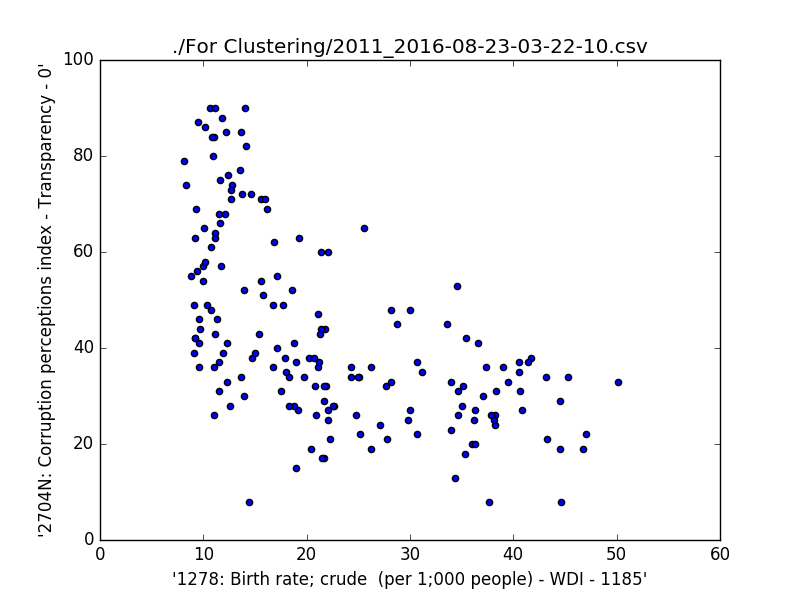 ./For Clustering/2011_2016-08-23-03-22-10.csv
100
80
60
40
20
0
0 10 20 30 40 50 60
'2704N: Corruption perceptions index - Transparency - 0'
'1278: Birth rate; crude  (per 1;000 people) - WDI - 1185'